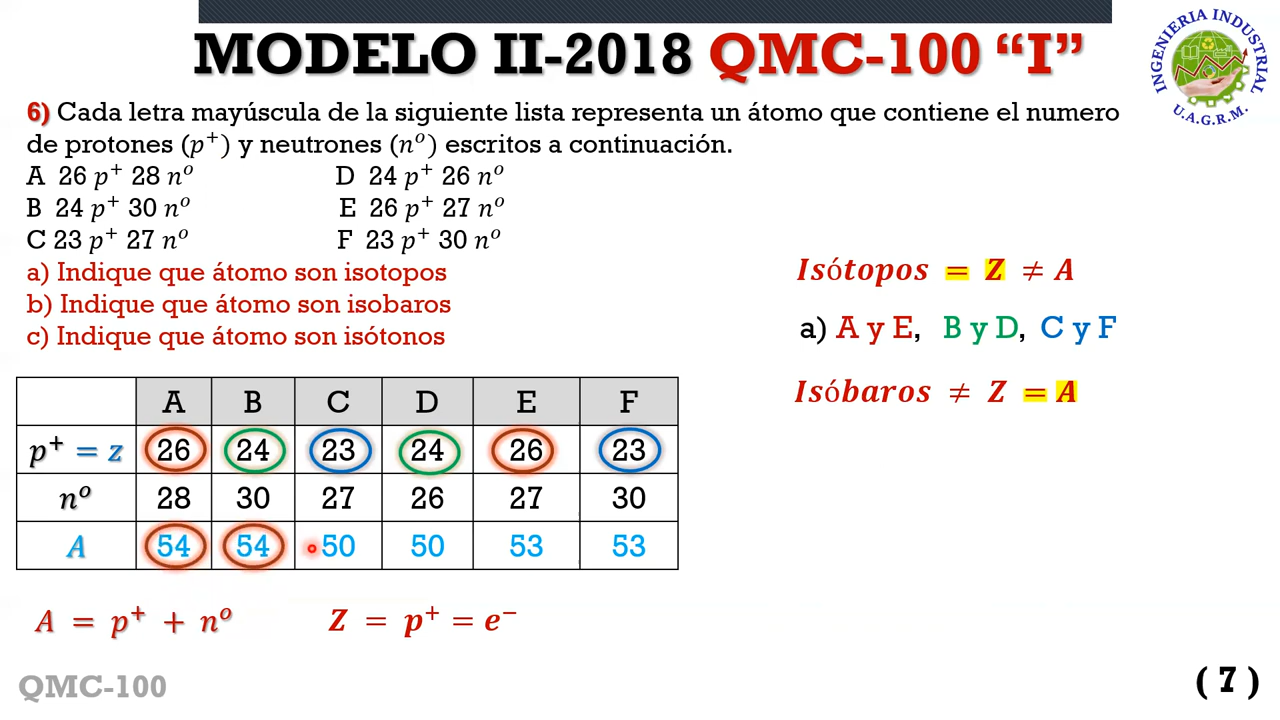 MODELO II-2018 QMC-100 “I”
INGENIERIA INDUSTRIAL
U.A.G.R.M.
6) Cada letra mayúscula de la siguiente lista representa un átomo que contiene el numero
de protones (p⁺) y neutrones (nᵒ) escritos a continuación.
A 26 p⁺ 28 nᵒ D 24 p⁺ 26 nᵒ
B 24 p⁺ 30 nᵒ E 26 p⁺ 27 nᵒ
C 23 p⁺ 27 nᵒ F 23 p⁺ 30 nᵒ
a) Indique que átomo son isotopos
b) Indique que átomo son isobaros
c) Indique que átomo son isótonos
Isótopos = Z ≠ A
a) A y E, B y D, C y F
Isóbaros ≠ Z = A
A B C D E F
p⁺ = z 26 24 23 24 26 23
nᵒ 28 30 27 26 27 30
A 54 54 50 50 53 53
A = p⁺ + nᵒ Z = p⁺ = e⁻
QMC-100
( 7 )